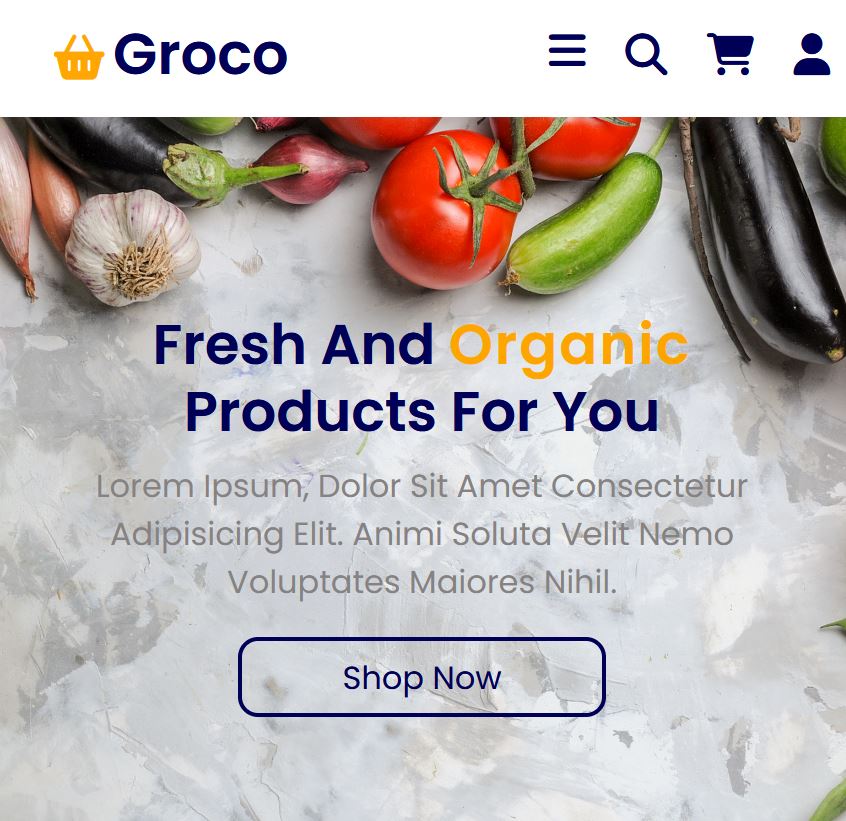 Groco
Fresh And Organic
Products For You
Lorem Ipsum, Dolor Sit Amet Consectetur
Adipisicing Elit. Animi Soluta Velit Nemo
Voluptates Maiores Nihil.
Shop Now